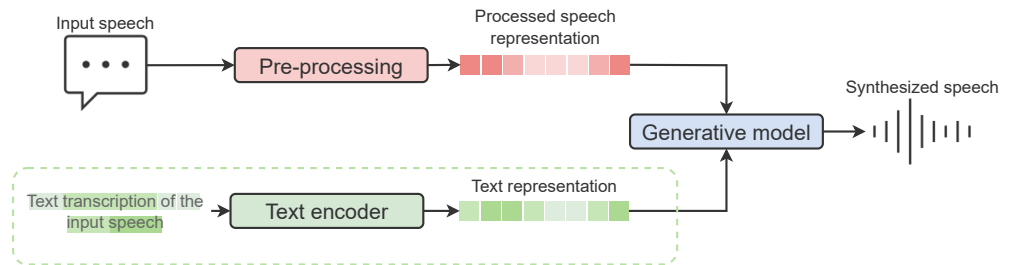 Input speech
Pre-processing
Processed speech
representation
Generative model
Synthesized speech
Text transcription of the
input speech
Text encoder
Text representation